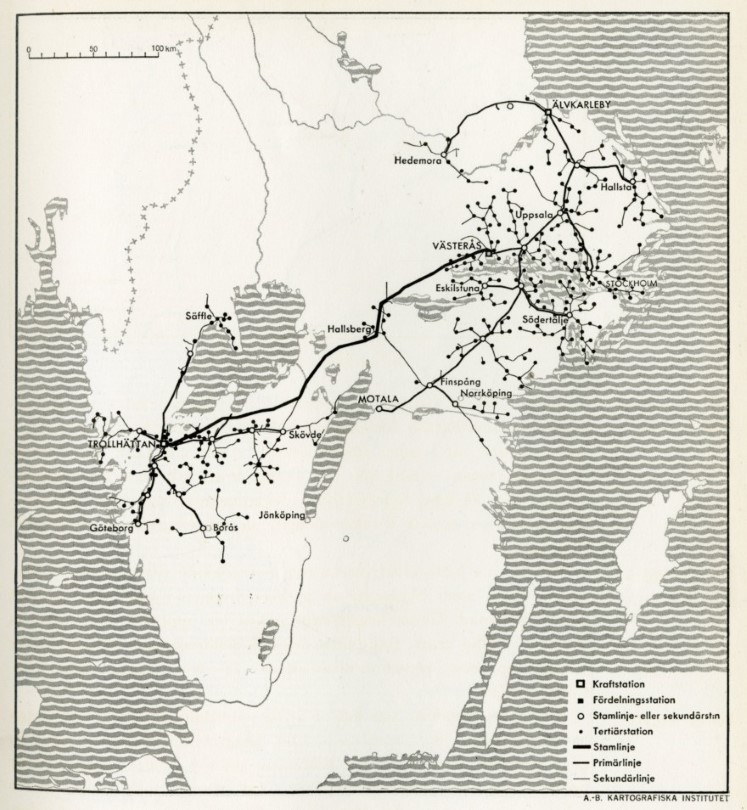 0 50 100 km
ÄLVKARLEBY
Hedemora
Hallsta
Uppsala
VÄSTERÅS
Eskilstuna
STOCKHOLM
Säffle
Södertälje
Hallsberg
Finspång
Norrköping
MOTALA
TROLLHÄTTAN
Skövde
Jönköping
Göteborg
Borås
Kraftstation
Fördelningsstation
Stamlinje- eller sekundärstn
Tertiärstation
Stamlinje
Primärlinje
Sekundärlinje
A.-B. KARTOGRAFISKA INSTITUTET